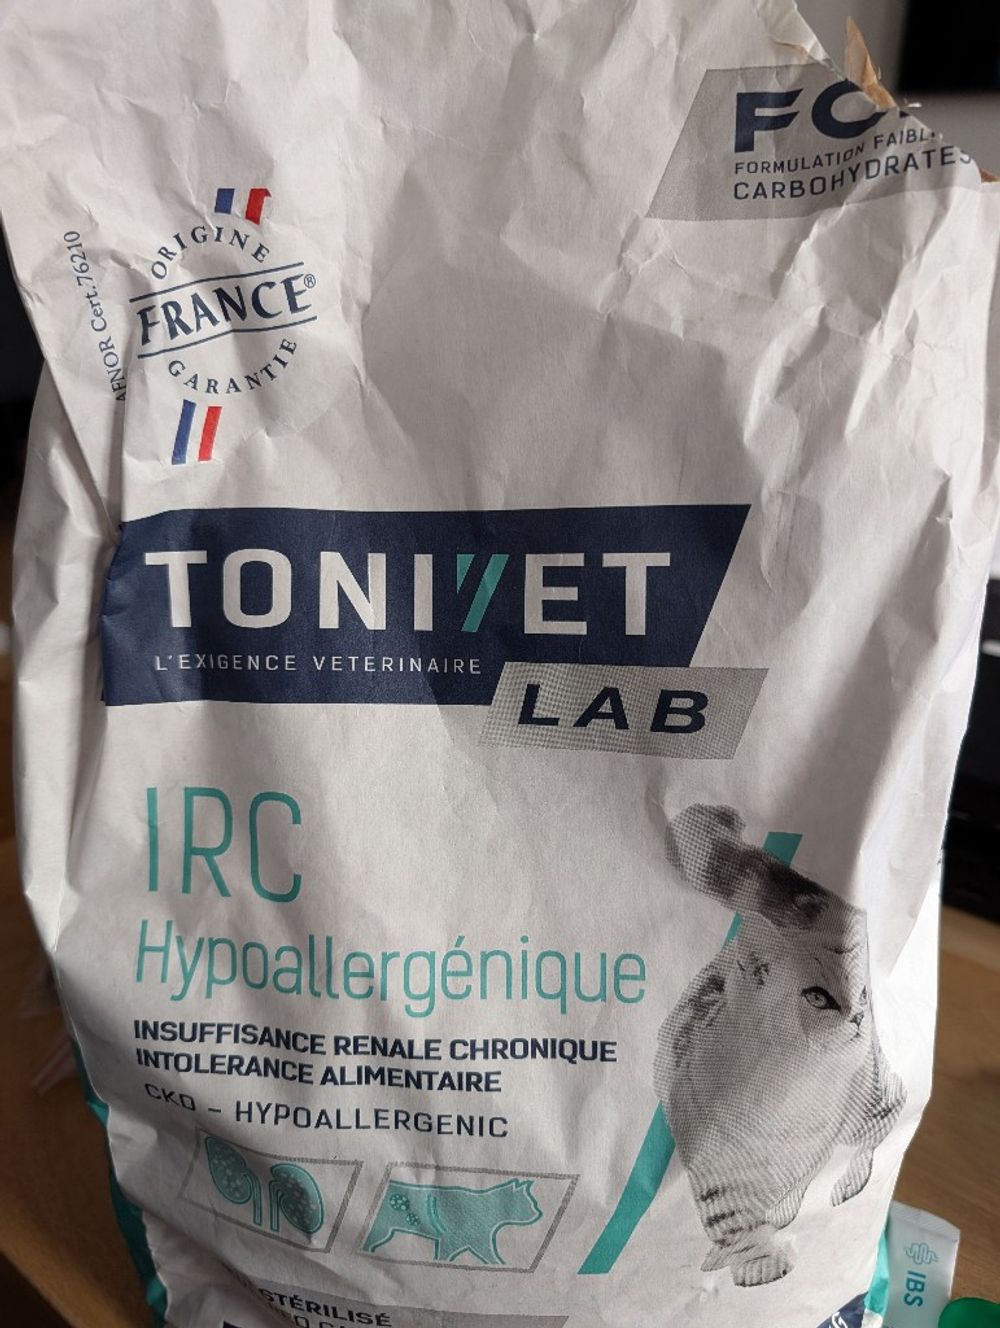 FORMULATION FAIBL
CARBOHYDRATES
ORIGINE
FRANCE®
GARANTIE
AFNOR Cert.76210
TONIVET
L'EXIGENCE VETERINAIRE
LAB
IRC
Hypoallergénique
INSUFFISANCE RENALE CHRONIQUE
INTOLERANCE ALIMENTAIRE
CKD – HYPOALLERGENIC
STÉRILISÉ
IBS